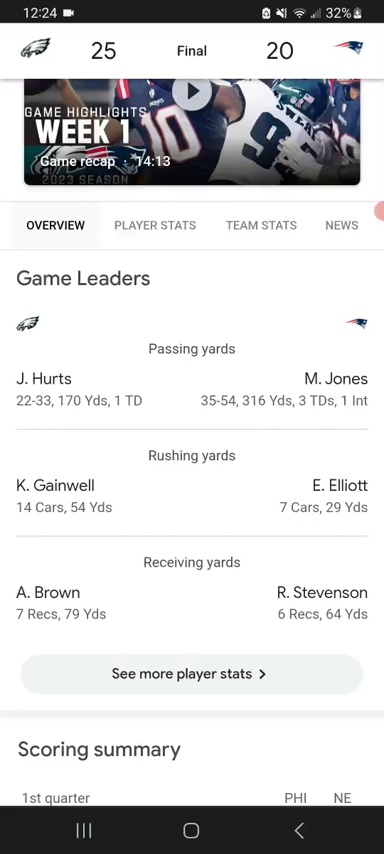 12:24 32%
25 Final 20
GAME HIGHLIGHTS
WEEK 1
Game recap · 14:13
2023 SEASON
OVERVIEW PLAYER STATS TEAM STATS NEWS
Game Leaders
Passing yards
J. Hurts M. Jones
22-33, 170 Yds, 1 TD 35-54, 316 Yds, 3 TDs, 1 Int
Rushing yards
K. Gainwell E. Elliott
14 Cars, 54 Yds 7 Cars, 29 Yds
Receiving yards
A. Brown R. Stevenson
7 Recs, 79 Yds 6 Recs, 64 Yds
See more player stats
Scoring summary
1st quarter PHI NE